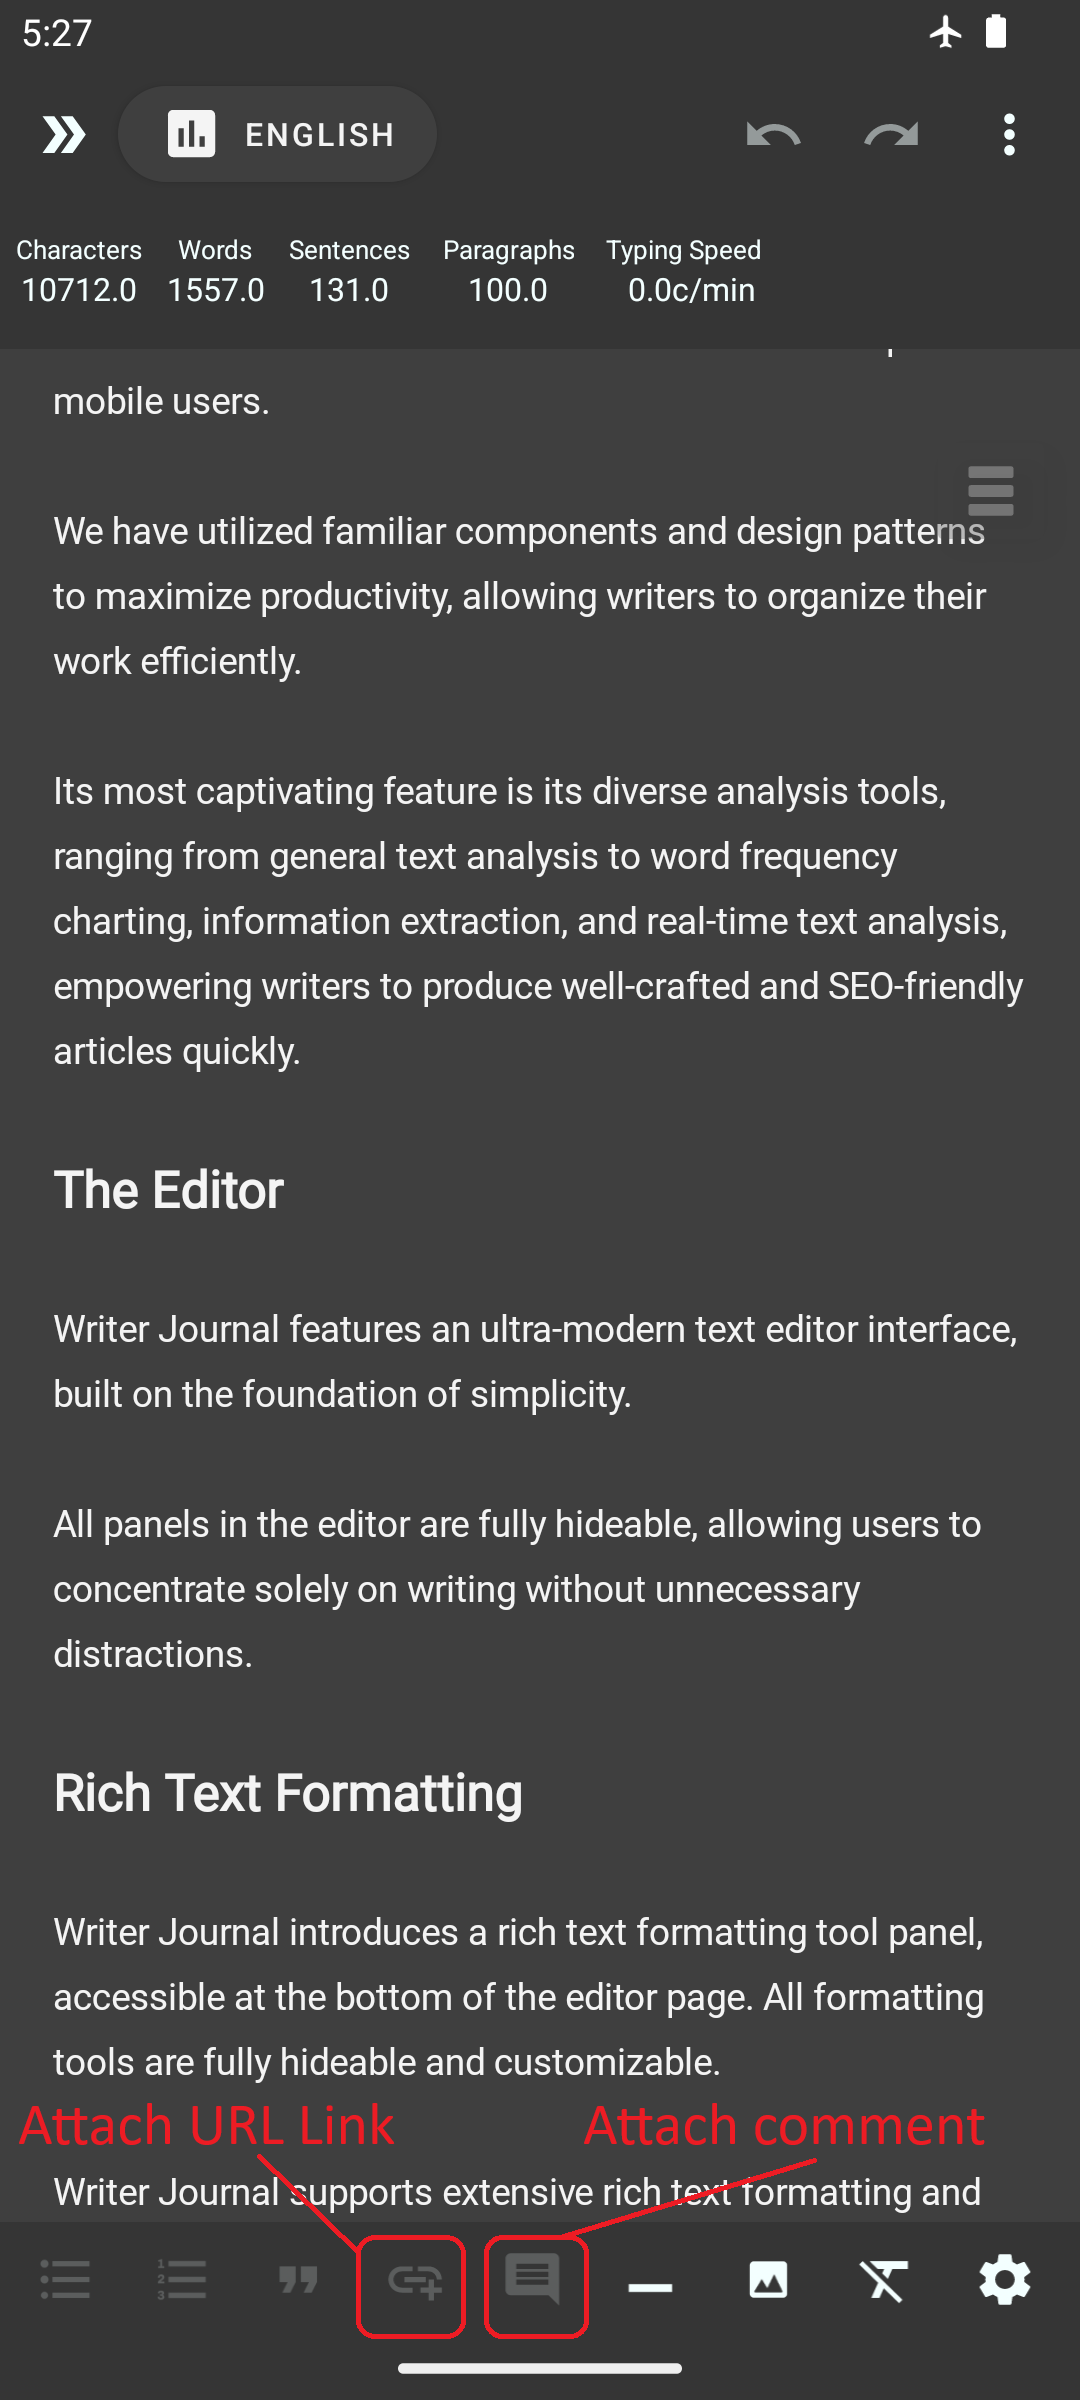 5:27
ENGLISH
Characters Words Sentences Paragraphs Typing Speed
10712.0 1557.0 131.0 100.0 0.0c/min
mobile users.
We have utilized familiar components and design patterns
to maximize productivity, allowing writers to organize their
work efficiently.
Its most captivating feature is its diverse analysis tools,
ranging from general text analysis to word frequency
charting, information extraction, and real-time text analysis,
empowering writers to produce well-crafted and SEO-friendly
articles quickly.
The Editor
Writer Journal features an ultra-modern text editor interface,
built on the foundation of simplicity.
All panels in the editor are fully hideable, allowing users to
concentrate solely on writing without unnecessary
distractions.
Rich Text Formatting
Writer Journal introduces a rich text formatting tool panel,
accessible at the bottom of the editor page. All formatting
tools are fully hideable and customizable.
Attach URL Link Attach comment
Writer Journal supports extensive rich text formatting and